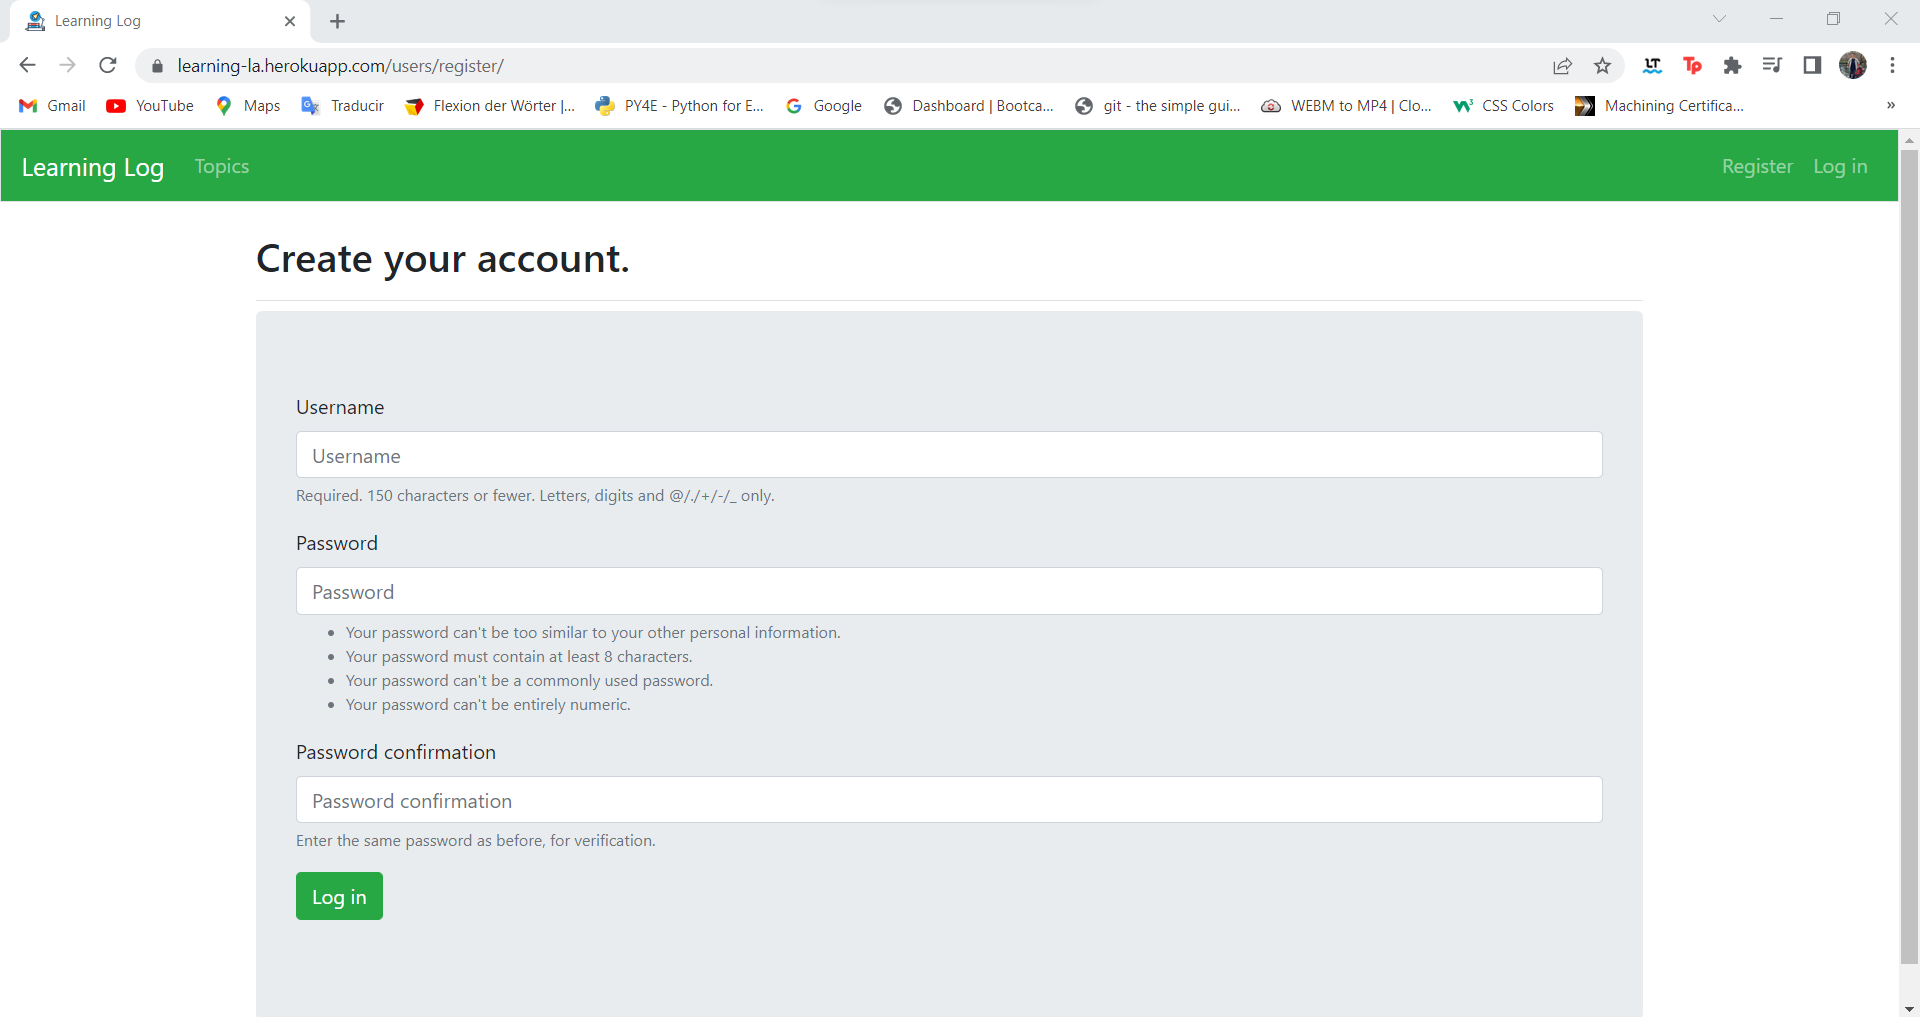 Learning Log
learning-la.herokuapp.com/users/register/
LT
Tp
Gmail YouTube Maps Traducir Flexion der Wörter |... PY4E - Python for E... Google Dashboard | Bootca... git - the simple gui... WEBM to MP4 | Clo... CSS Colors Machining Certifica... »
Learning Log Topics Register Log in
Create your account.
Username
Username
Required. 150 characters or fewer. Letters, digits and @/./+/-/_ only.
Password
Password
• Your password can't be too similar to your other personal information.
• Your password must contain at least 8 characters.
• Your password can't be a commonly used password.
• Your password can't be entirely numeric.
Password confirmation
Password confirmation
Enter the same password as before, for verification.
Log in